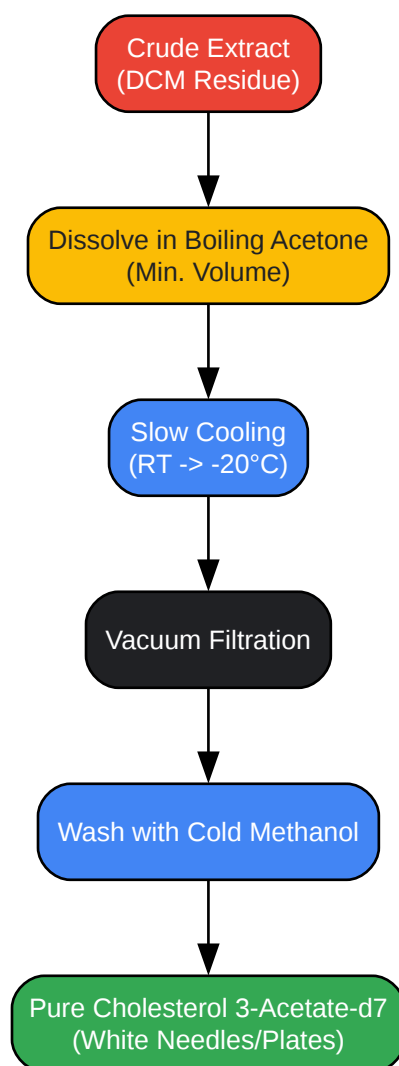 Crude Extract
(DCM Residue)
Dissolve in Boiling Acetone
(Min. Volume)
Slow Cooling
(RT -> -20°C)
Vacuum Filtration
Wash with Cold Methanol
Pure Cholesterol 3-Acetate-d7
(White Needles/Plates)